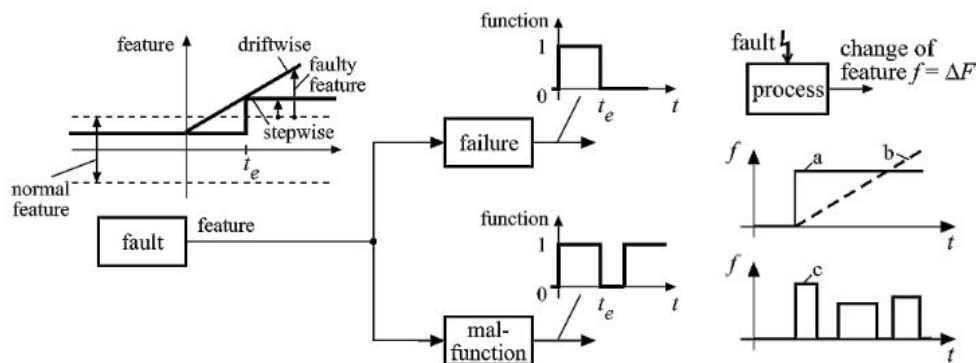 feature
driftwise
faulty
feature
stepwise
t_e
normal
feature
fault
feature
failure
mal-
function
function
1
0
t_e
t
function
1
0
t_e
t
fault
process
change of
feature f = ΔF
f
a
b
t
f
c
t